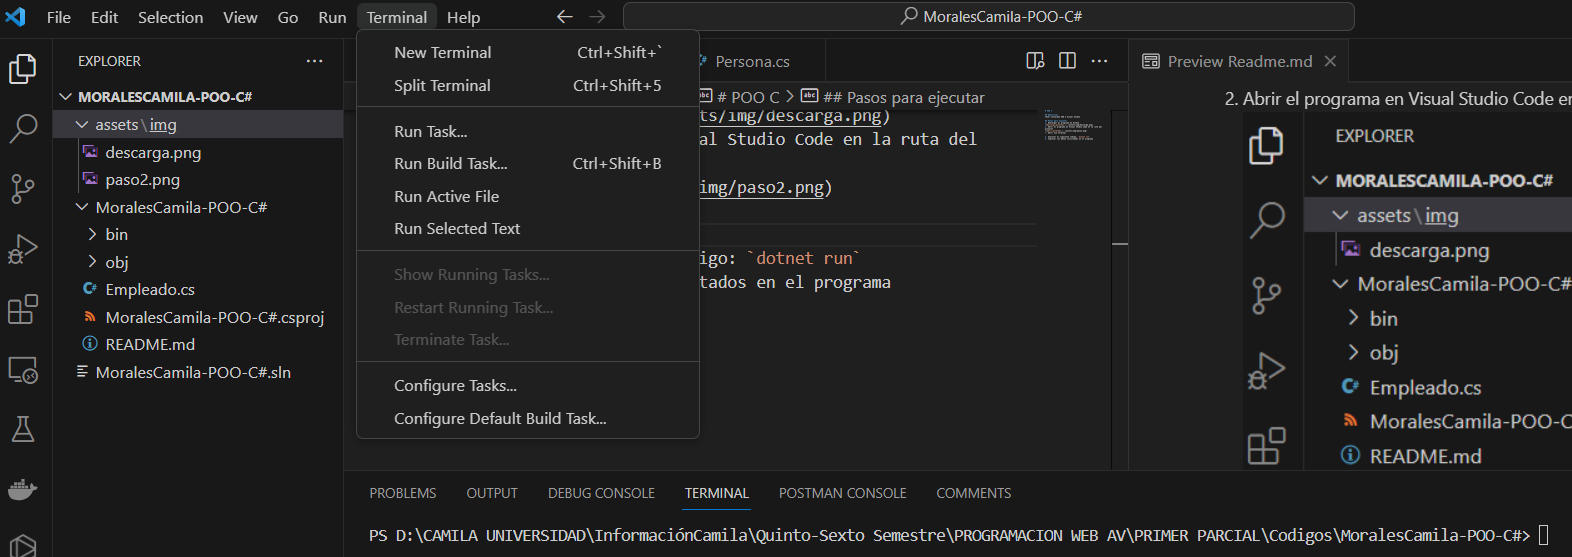 File Edit Selection View Go Run Terminal Help
MoralesCamila-POO-C#
EXPLORER
MORALESCAMILA-POO-C#
assets\img
descarga.png
paso2.png
MoralesCamila-POO-C#
bin
obj
Empleado.cs
MoralesCamila-POO-C#.csproj
README.md
MoralesCamila-POO-C#.sln
New Terminal Ctrl+Shift+`
Split Terminal Ctrl+Shift+5
Run Task...
Run Build Task... Ctrl+Shift+B
Run Active File
Run Selected Text
Show Running Tasks...
Restart Running Task...
Terminate Task...
Configure Tasks...
Configure Default Build Task...
Persona.cs
# POO C > ## Pasos para ejecutar
ts/img/descarga.png)
al Studio Code en la ruta del
img/paso2.png)
igo: `dotnet run`
tados en el programa
Preview Readme.md
2. Abrir el programa en Visual Studio Code en
EXPLORER
MORALESCAMILA-POO-C#
assets\img
descarga.png
MoralesCamila-POO-C#
bin
obj
Empleado.cs
MoralesCamila-POO-C
README.md
PROBLEMS OUTPUT DEBUG CONSOLE TERMINAL POSTMAN CONSOLE COMMENTS
PS D:\CAMILA UNIVERSIDAD\InformaciónCamila\Quinto-Sexto Semestre\PROGRAMACION WEB AV\PRIMER PARCIAL\Codigos\MoralesCamila-POO-C#>